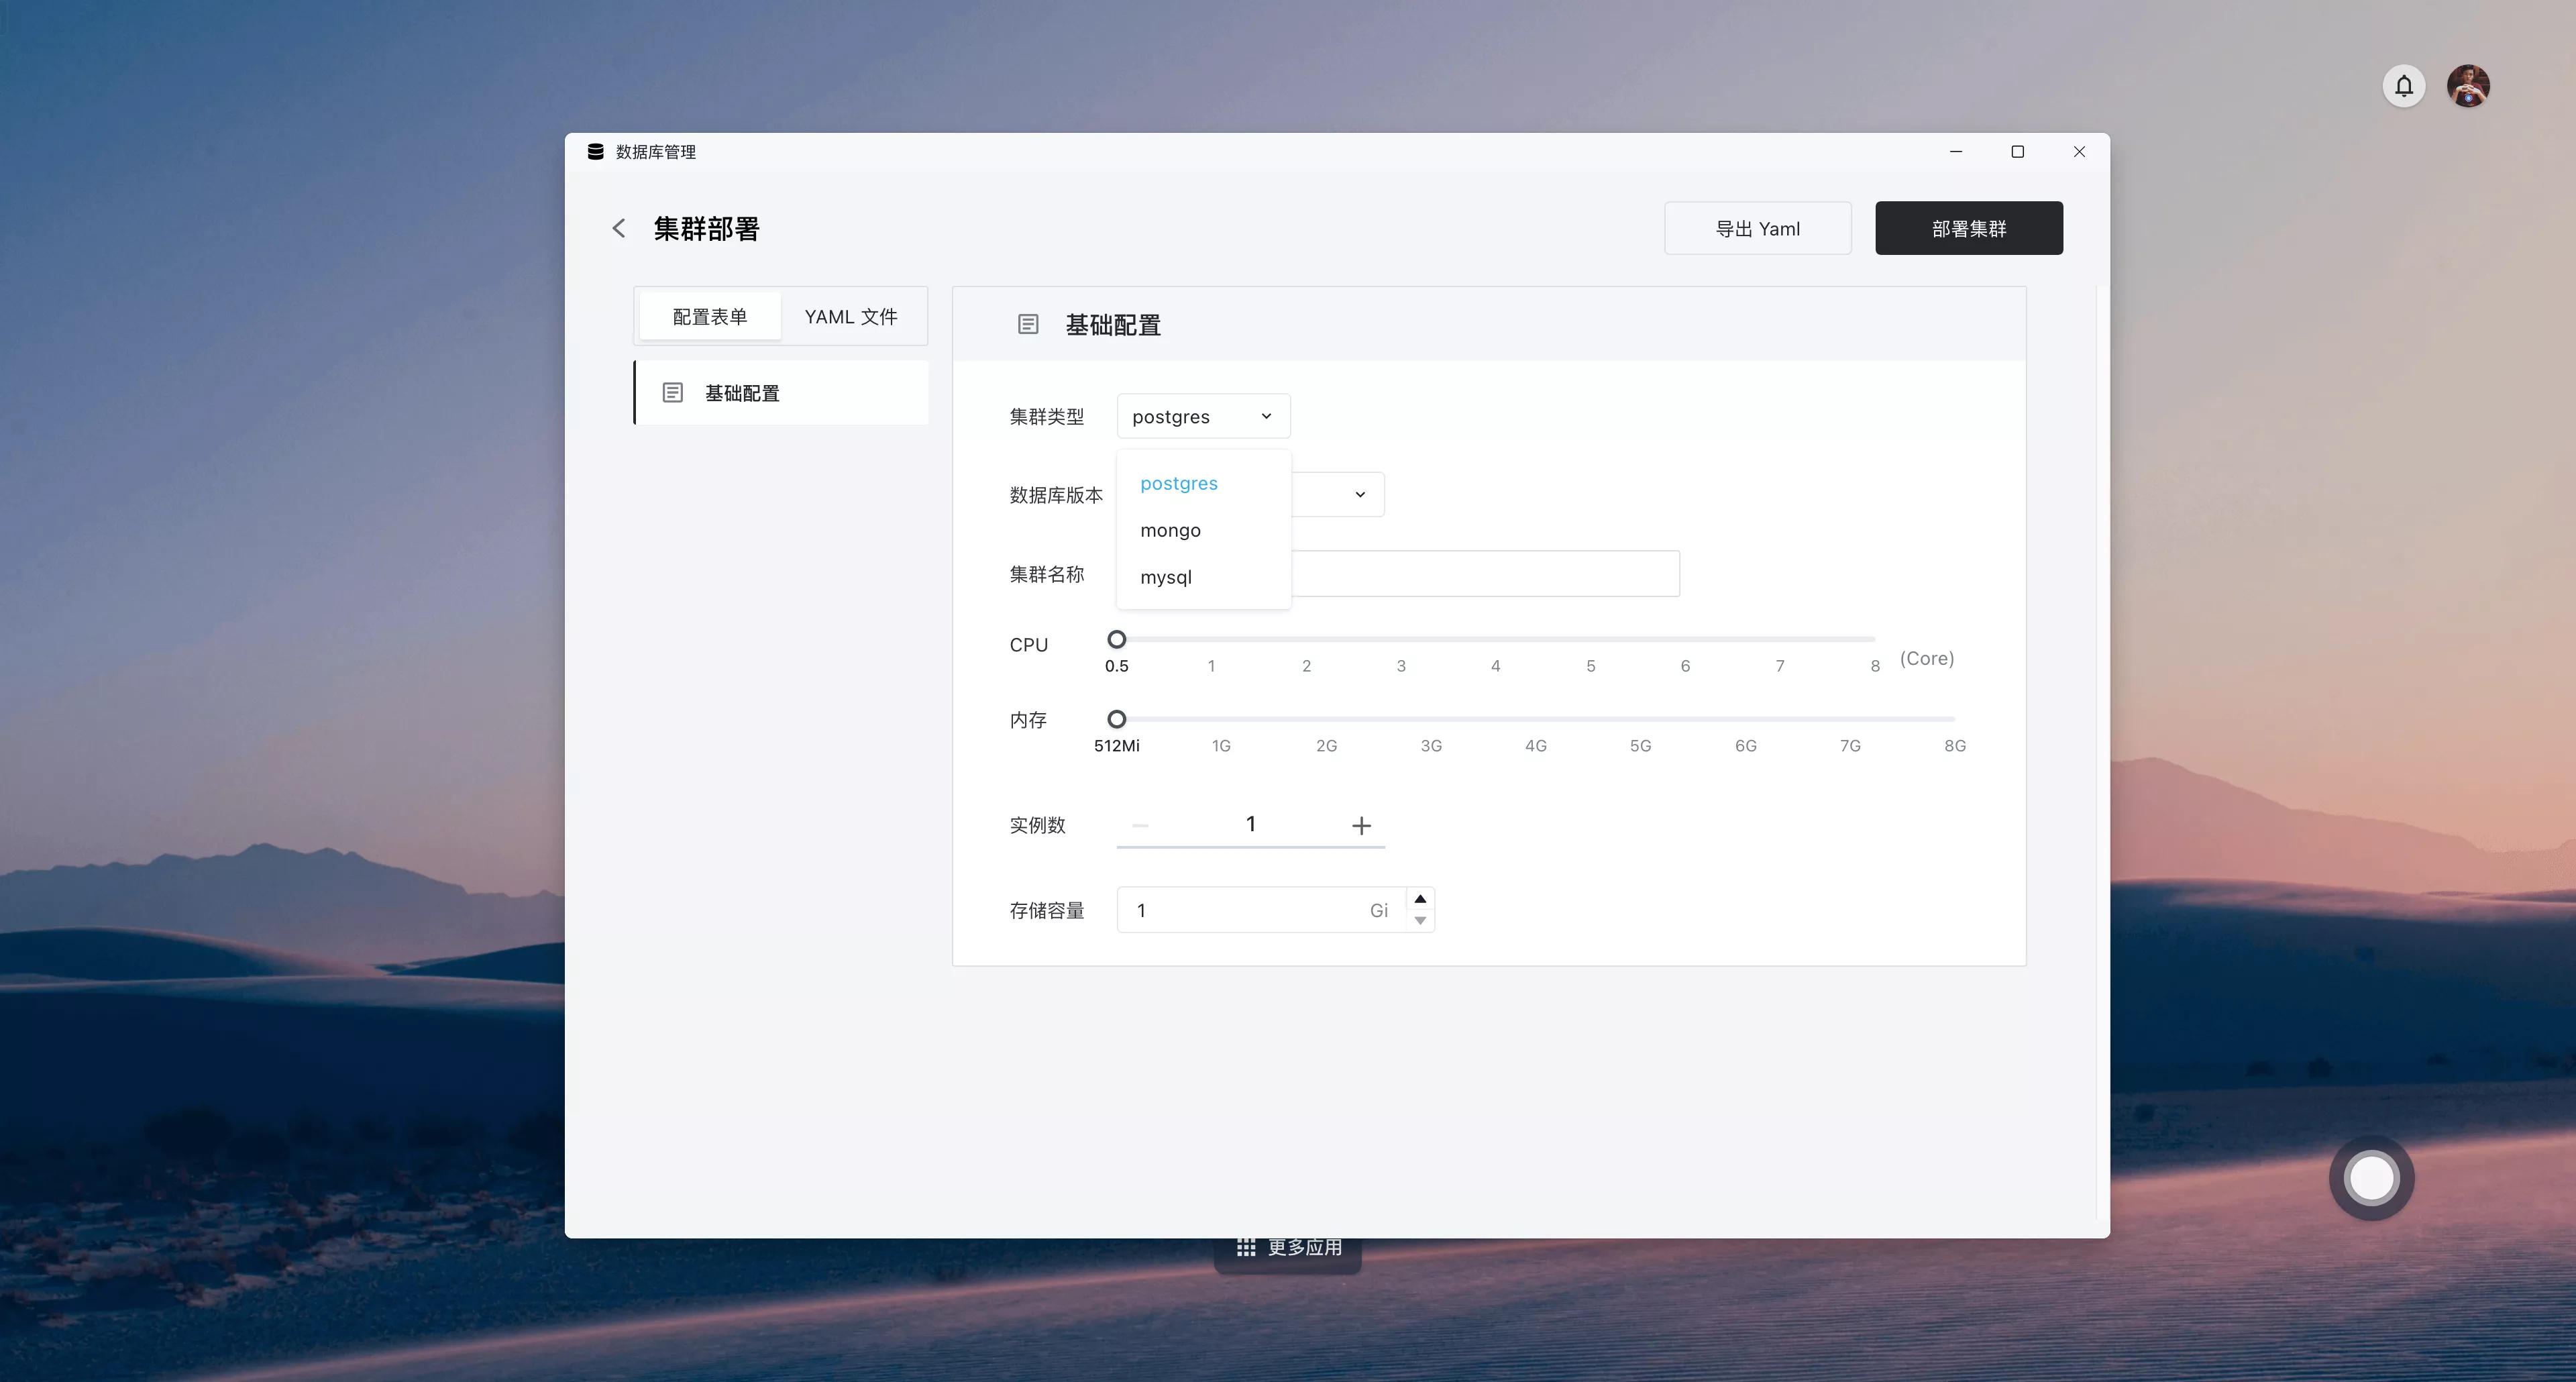 数据库管理
集群部署
导出 Yaml
部署集群
配置表单
YAML 文件
基础配置
基础配置
集群类型
postgres
postgres
mongo
mysql
数据库版本
集群名称
CPU
0.5 1 2 3 4 5 6 7 8 (Core)
内存
512Mi 1G 2G 3G 4G 5G 6G 7G 8G
实例数
1
存储容量
1 Gi
更多应用